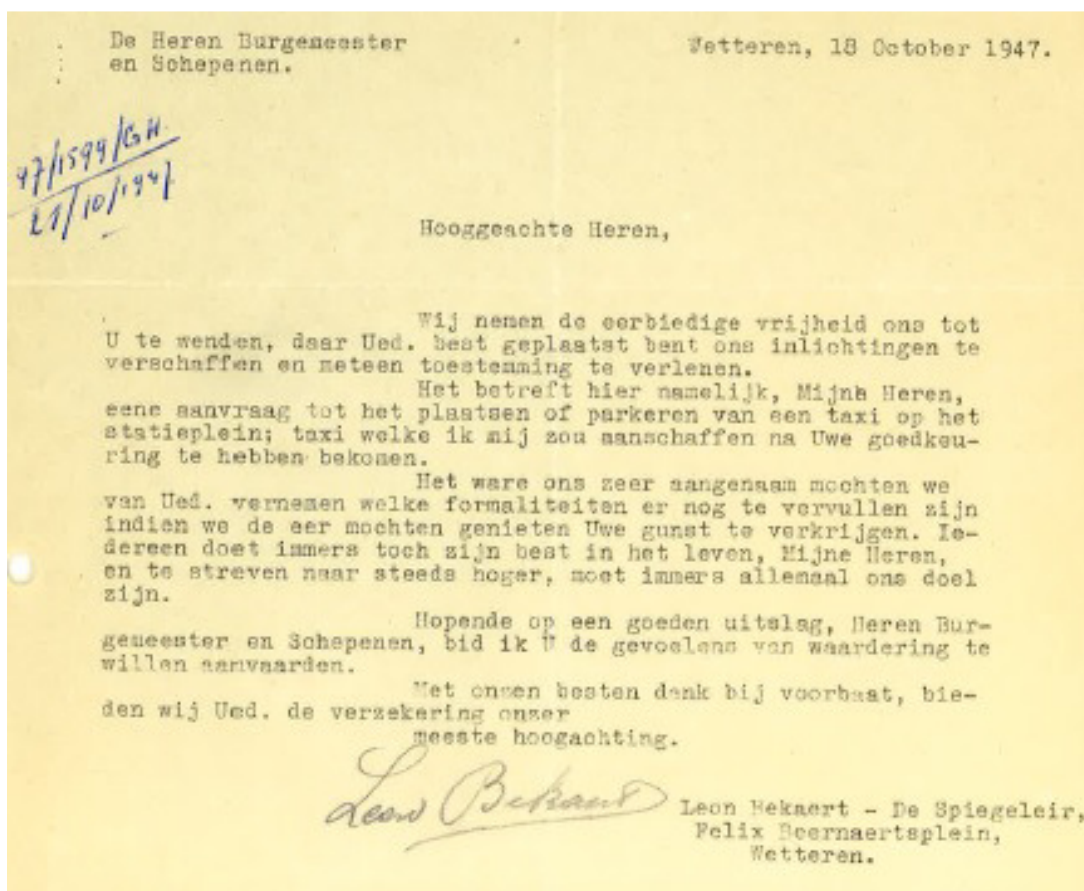 De Heren Burgemeester
en Schepenen.
Wetteren, 18 October 1947.
47/1599/GH.
21/10/1947
Hooggeachte Heren,
Wij nemen de eerbiedige vrijheid ons tot
U te wenden, daar Ued. best geplaatst bent ons inlichtingen te
verschaffen en meteen toestemming te verlenen.
Het betreft hier namelijk, Mijne Heren,
eene aanvraag tot het plaatsen of parkeren van een taxi op het
statieplein; taxi welke ik mij zou aanschaffen na Uwe goedkeu-
ring te hebben bekomen.
Het ware ons zeer aangenaam mochten we
van Ued. vernemen welke formaliteiten er nog te vervullen zijn
indien we de eer mochten genieten Uwe gunst te verkrijgen. Ie-
dereen doet immers toch zijn best in het leven, Mijne Heren,
en te streven naar steeds hoger, moet immers allemaal ons doel
zijn.
Hopende op een goeden uitslag, Heren Bur-
gemeester en Schepenen, bid ik U de gevoelens van waardering te
willen aanvaarden.
Met onzen besten dank bij voorbaat, bie-
den wij Ued. de verzekering onzer
meeste hoogachting.
Leon Bekaert
Leon Bekaert - De Spiegeleir,
Felix Beernaertsplein,
Wetteren.